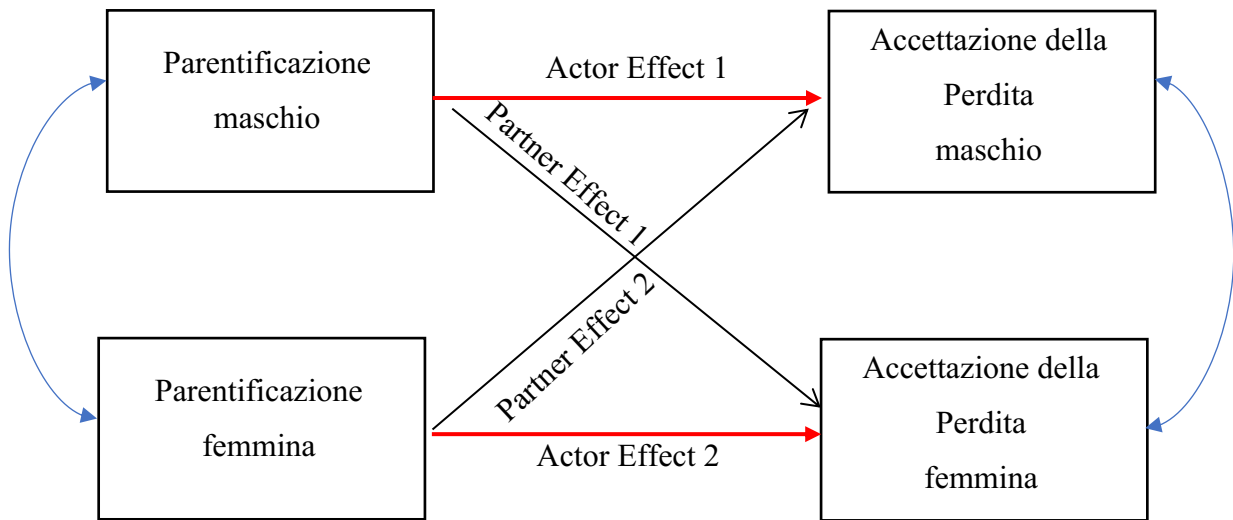 Parentificazione
maschio
Actor Effect 1
Accettazione della
Perdita
maschio
Partner Effect 1
Partner Effect 2
Parentificazione
femmina
Actor Effect 2
Accettazione della
Perdita
femmina